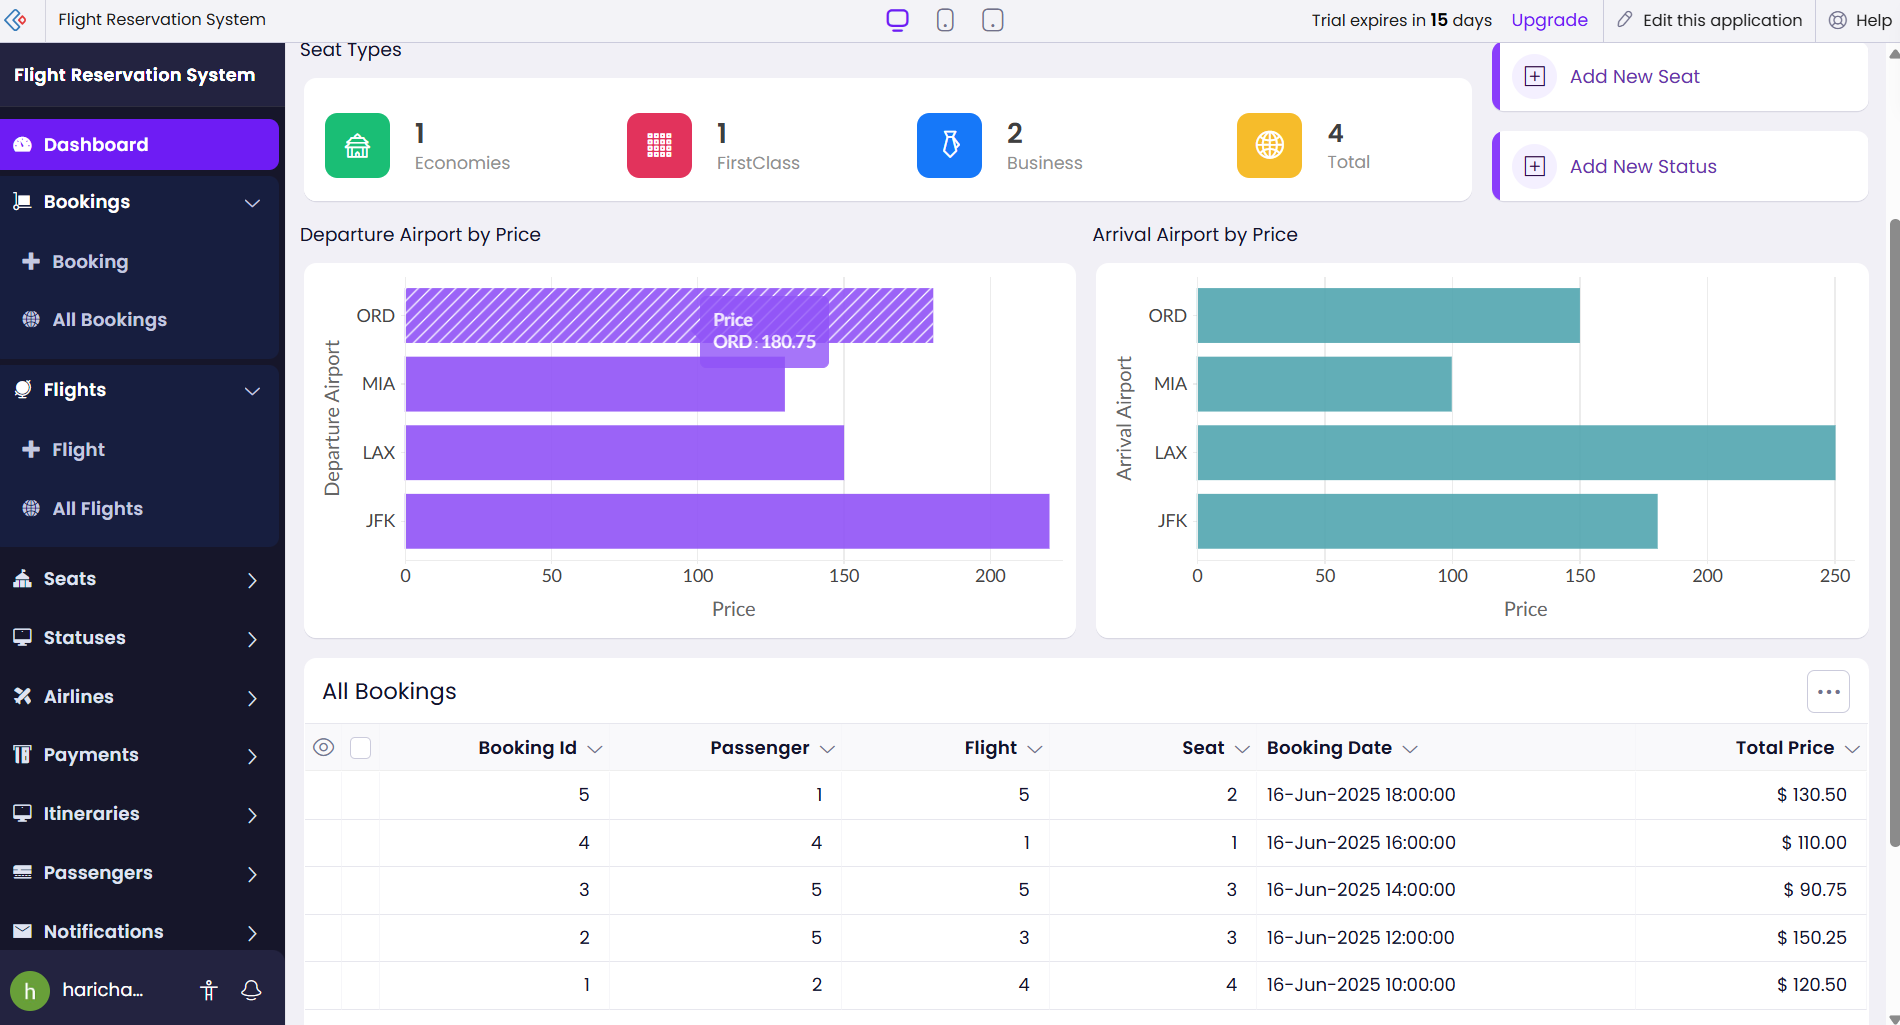 Flight Reservation System
Trial expires in 15 days Upgrade Edit this application Help
Flight Reservation System
Dashboard
Bookings
Booking
All Bookings
Flights
Flight
All Flights
Seats
Statuses
Airlines
Payments
Itineraries
Passengers
Notifications
h haricha...
Seat Types
1
Economies
1
FirstClass
2
Business
4
Total
Add New Seat
Add New Status
Departure Airport by Price
Departure Airport
ORD
MIA
LAX
JFK
Price
ORD : 180.75
0 50 100 150 200
Price
Arrival Airport by Price
Arrival Airport
ORD
MIA
LAX
JFK
0 50 100 150 200 250
Price
All Bookings
Booking Id Passenger Flight Seat Booking Date Total Price
5 1 5 2 16-Jun-2025 18:00:00 $ 130.50
4 4 1 1 16-Jun-2025 16:00:00 $ 110.00
3 5 5 3 16-Jun-2025 14:00:00 $ 90.75
2 5 3 3 16-Jun-2025 12:00:00 $ 150.25
1 2 4 4 16-Jun-2025 10:00:00 $ 120.50